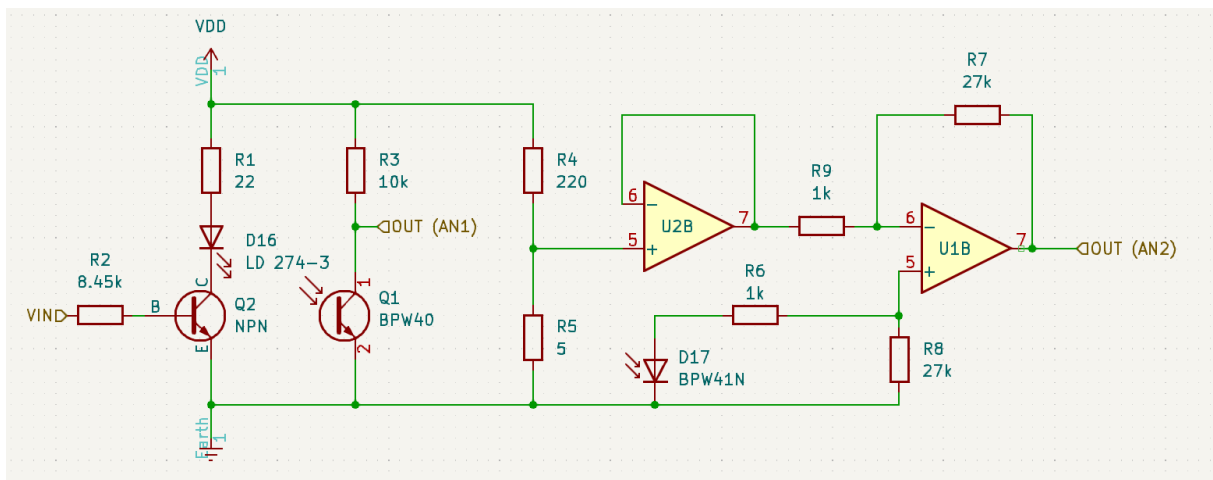 VDD
VDD
1
R1
22
R3
10k
R4
220
R7
27k
R9
1k
6
7
U2B
5
6
7
U1B
5
OUT (AN1)
OUT (AN2)
D16
LD 274-3
R2
8.45k
VIN
B
C
E
Q2
NPN
1
Q1
BPW40
2
R5
5
R6
1k
D17
BPW41N
R8
27k
Earth
1